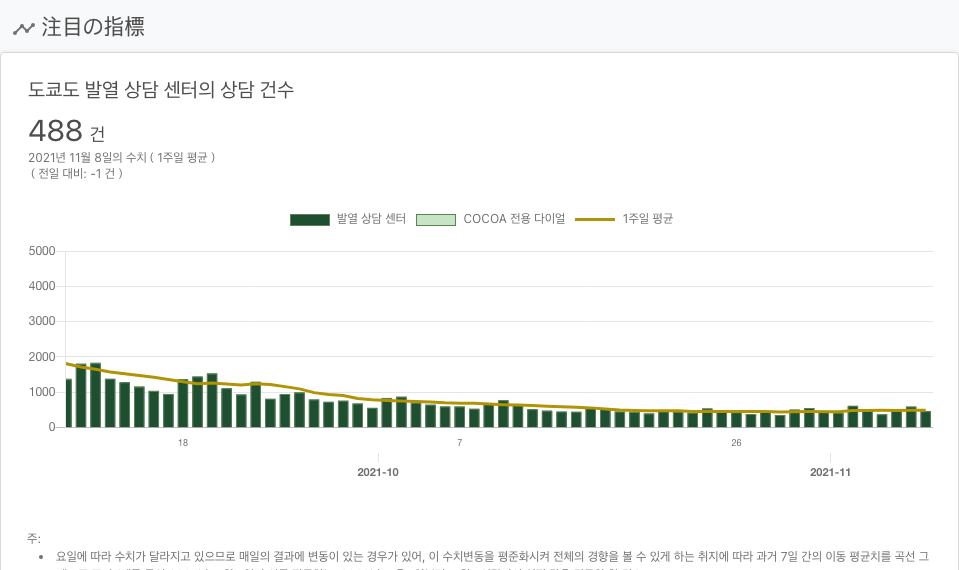 注目の指標
도쿄도 발열 상담 센터의 상담 건수
488 건
2021년 11월 8일의 수치 ( 1주일 평균 )
( 전일 대비: -1 건 )
발열 상담 센터 COCOA 전용 다이얼 1주일 평균
5000
4000
3000
2000
1000
0
18 7 26
2021-10 2021-11
주:
• 요일에 따라 수치가 달라지고 있으므로 매일의 결과에 변동이 있는 경우가 있어, 이 수치변동을 평준화시켜 전체의 경향을 볼 수 있게 하는 취지에 따라 과거 7일 간의 이동 평균치를 곡선 그